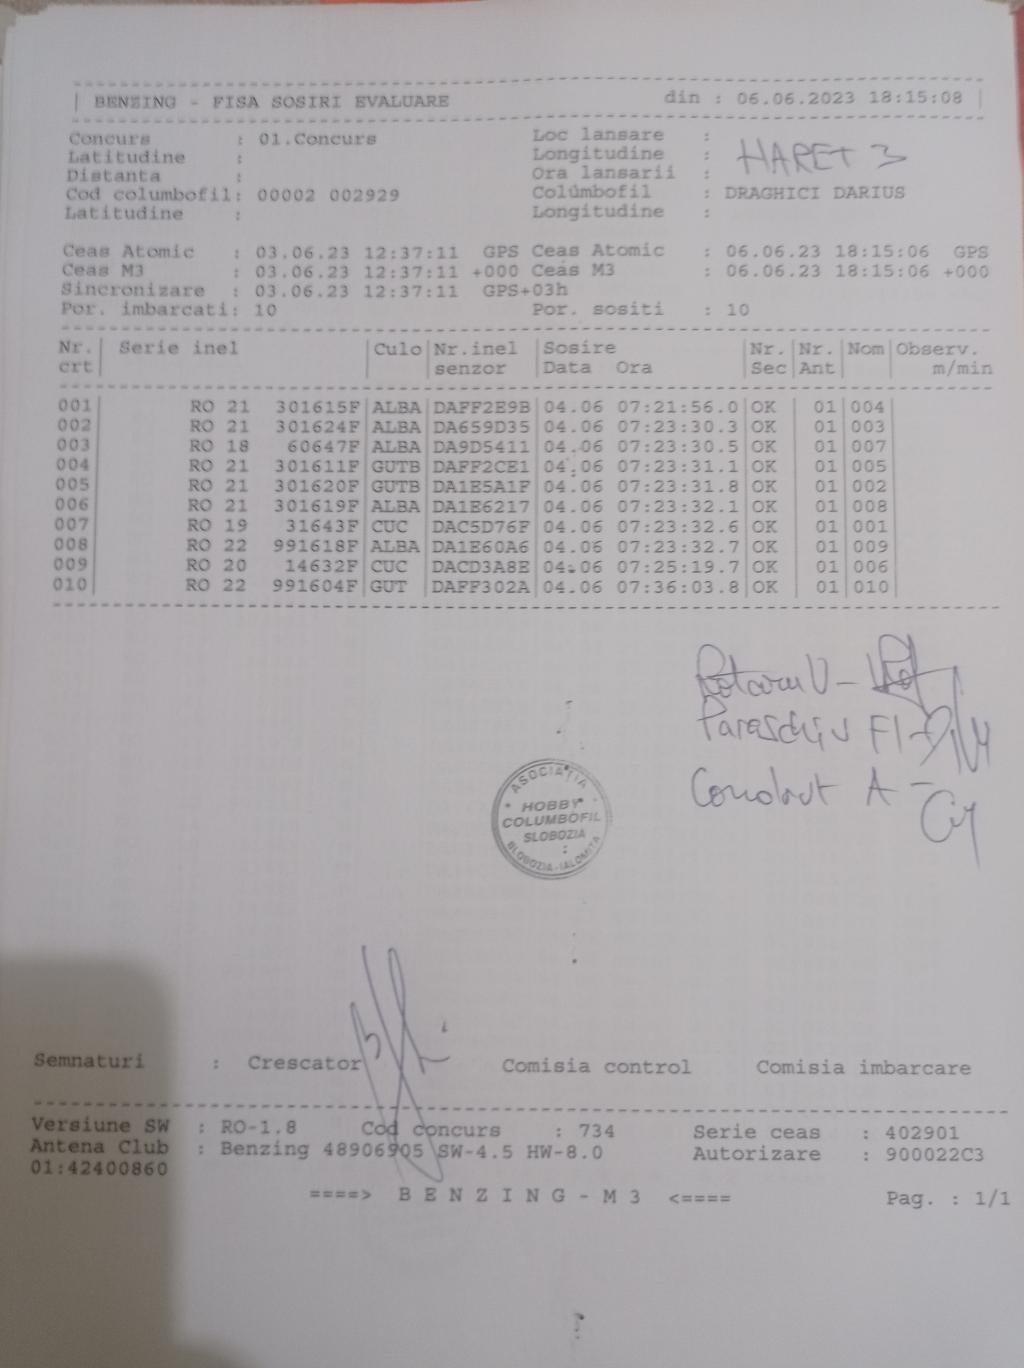 BENZING - FISA SOSIRI EVALUARE din : 06.06.2023 18:15:08
Concurs : 01.Concurs Loc lansare :
Latitudine : Longitudine : HARET 3
Distanta : Ora lansarii :
Cod columbofil: 00002 002929 Columbofil : DRAGHICI DARIUS
Latitudine : Longitudine :
Ceas Atomic : 03.06.23 12:37:11 GPS Ceas Atomic : 06.06.23 18:15:06 GPS
Ceas M3 : 03.06.23 12:37:11 +000 Ceas M3 : 06.06.23 18:15:06 +000
Sincronizare : 03.06.23 12:37:11 GPS+03h
Por. imbarcati: 10 Por. sositi : 10
Nr. Serie inel Culo Nr.inel Sosire Nr. Nr. Nom Observ.
crt senzor Data Ora Sec Ant m/min
001 RO 21 301615F ALBA DAFF2E9B 04.06 07:21:56.0 OK 01 004
002 RO 21 301624F ALBA DA659D35 04.06 07:23:30.3 OK 01 003
003 RO 18 60647F ALBA DA9D5411 04.06 07:23:30.5 OK 01 007
004 RO 21 301611F GUTB DAFF2CE1 04.06 07:23:31.1 OK 01 005
005 RO 21 301620F GUTB DA1E5A1F 04.06 07:23:31.8 OK 01 002
006 RO 21 301619F ALBA DA1E6217 04.06 07:23:32.1 OK 01 008
007 RO 19 31643F CUC DAC5D76F 04.06 07:23:32.6 OK 01 001
008 RO 22 991618F ALBA DA1E60A6 04.06 07:23:32.7 OK 01 009
009 RO 20 14632F CUC DACD3A8E 04.06 07:25:19.7 OK 01 006
010 RO 22 991604F GUT DAFF302A 04.06 07:36:03.8 OK 01 010
Rotaru V -
Paraschiv Fl -
Condrut A -
ASOCIATIA
HOBBY
COLUMBOFIL
SLOBOZIA
SLOBOZIA-IALOMITA
Semnaturi : Crescator Comisia control Comisia imbarcare
Versiune SW : RO-1.8 Cod concurs : 734 Serie ceas : 402901
Antena Club : Benzing 48906905 SW-4.5 HW-8.0 Autorizare : 900022C3
01:42400860
====> B E N Z I N G - M 3 <==== Pag. : 1/1